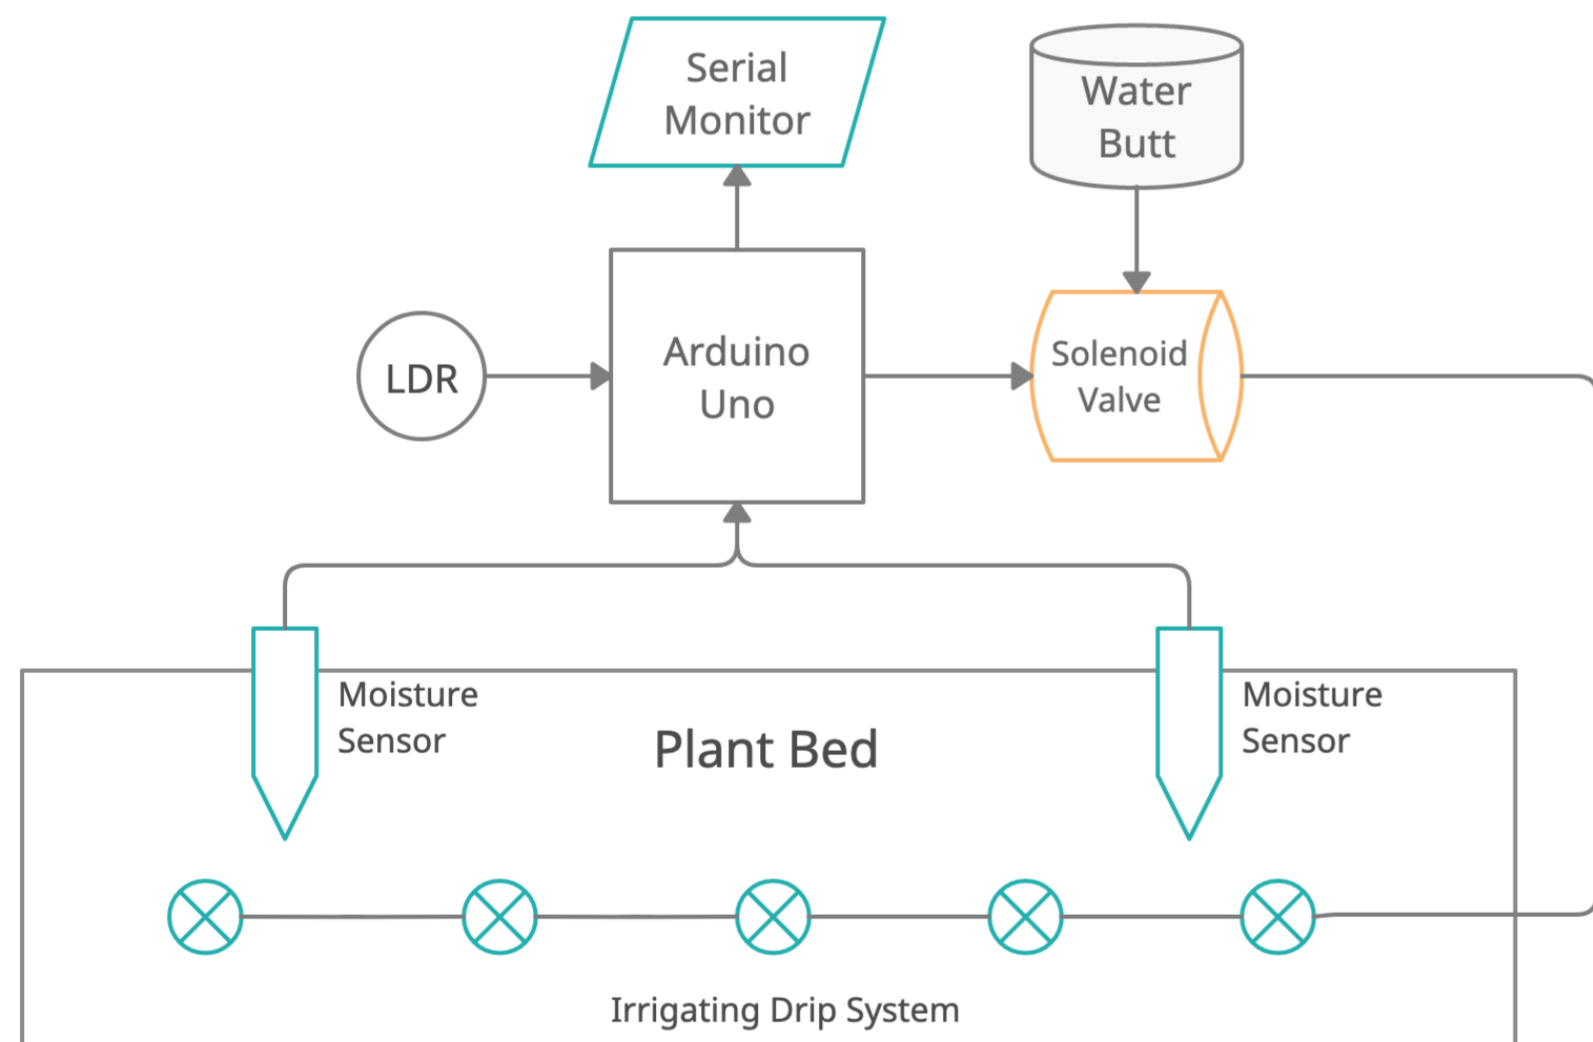 Serial
Monitor
Water
Butt
LDR
Arduino
Uno
Solenoid
Valve
Moisture
Sensor
Plant Bed
Moisture
Sensor
Irrigating Drip System